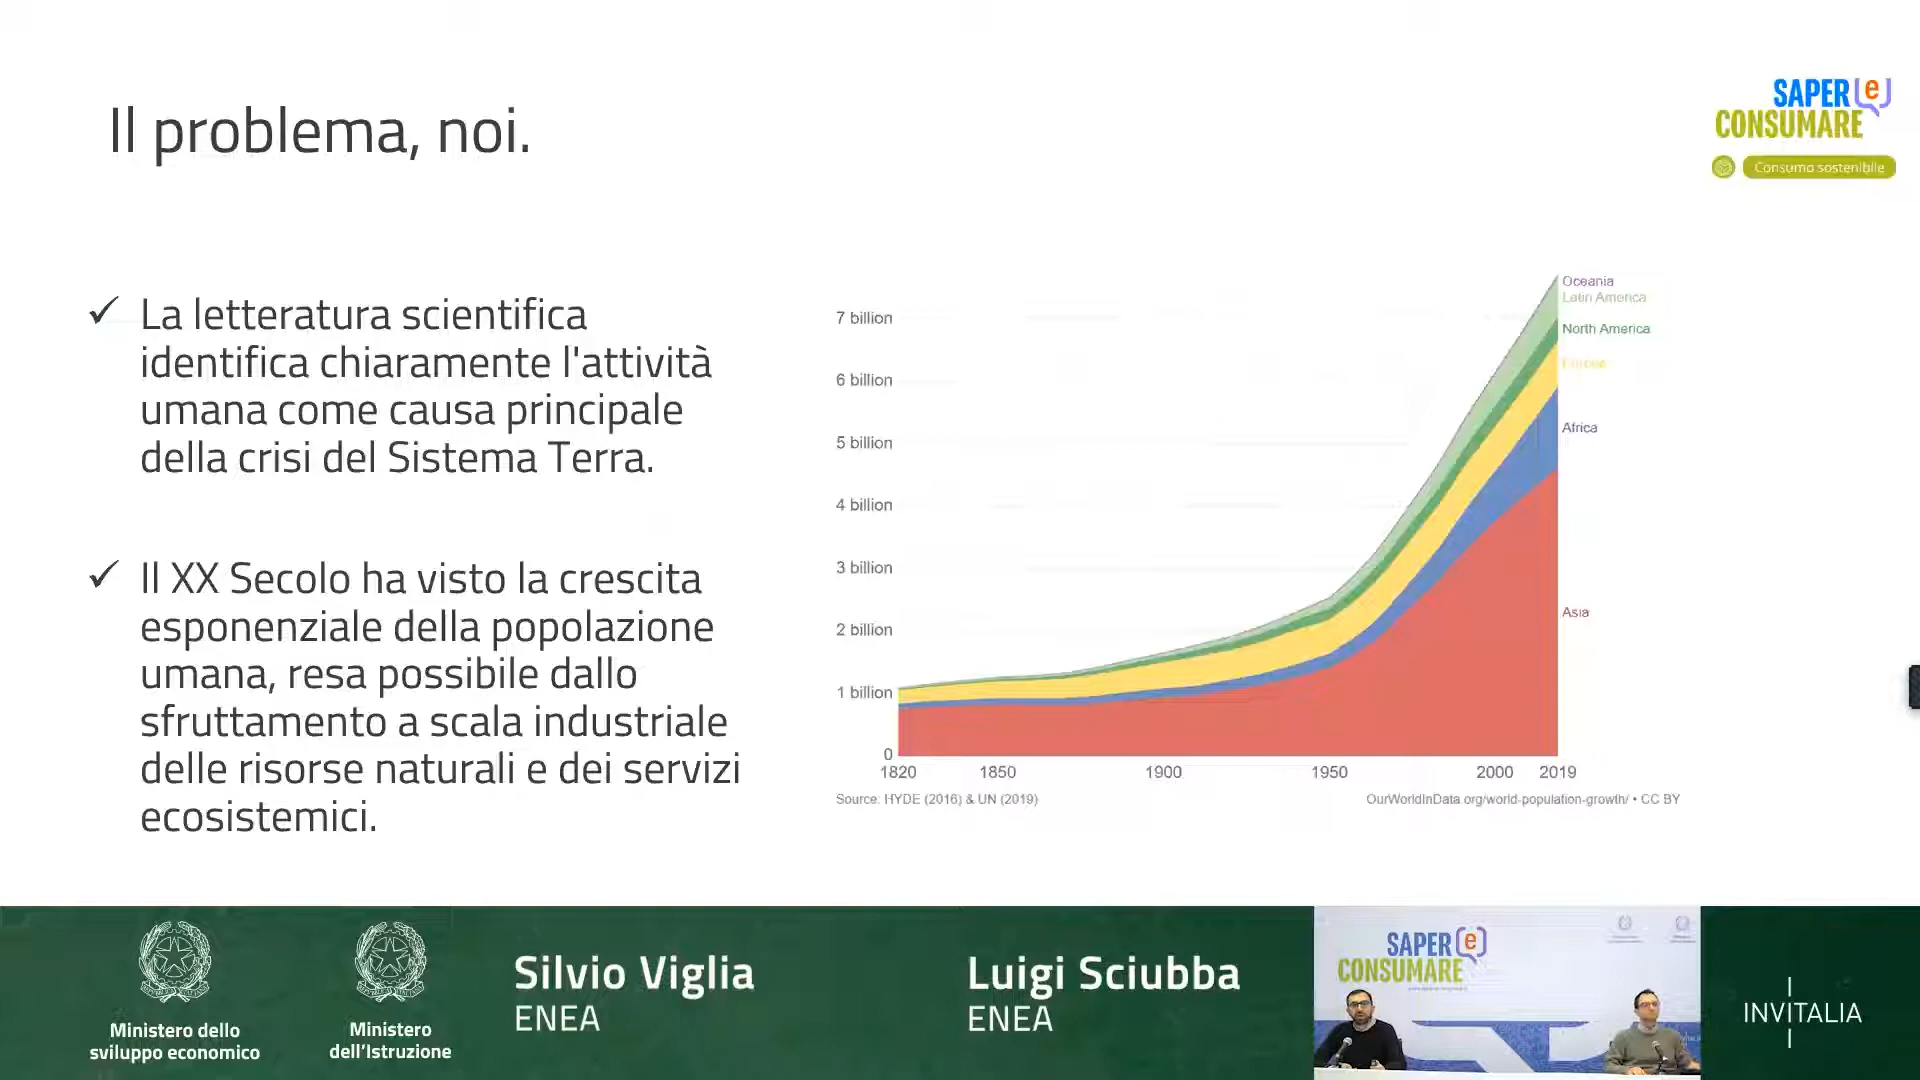 Il problema, noi.
SAPER e
CONSUMARE
Consumo sostenibile
✓ La letteratura scientifica
identifica chiaramente l'attività
umana come causa principale
della crisi del Sistema Terra.
✓ Il XX Secolo ha visto la crescita
esponenziale della popolazione
umana, resa possibile dallo
sfruttamento a scala industriale
delle risorse naturali e dei servizi
ecosistemici.
7 billion
6 billion
5 billion
4 billion
3 billion
2 billion
1 billion
0
1820 1850 1900 1950 2000 2019
Oceania
Latin America
North America
Europe
Africa
Asia
Source: HYDE (2016) & UN (2019)
OurWorldInData.org/world-population-growth/ • CC BY
Ministero dello
sviluppo economico
Ministero
dell'Istruzione
Silvio Viglia
ENEA
Luigi Sciubba
ENEA
SAPER e
CONSUMARE
INVITALIA